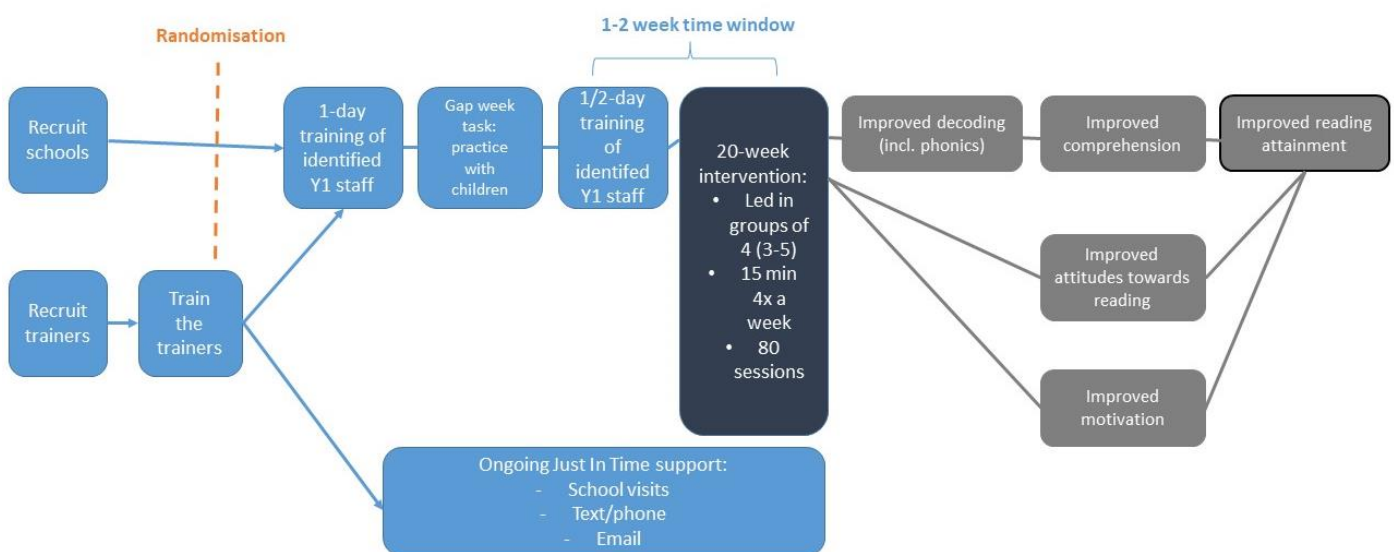 1-2 week time window
Randomisation
Recruit
schools
1-day
training of
identified
Y1 staff
Gap week
task:
practice
with
children
1/2-day
training
of
identifed
Y1 staff
20-week
intervention:
• Led in
groups of
4 (3-5)
• 15 min
4x a
week
• 80
sessions
Improved decoding
(incl. phonics)
Improved
comprehension
Improved reading
attainment
Improved
attitudes towards
reading
Improved
motivation
Recruit
trainers
Train
the
trainers
Ongoing Just In Time support:
- School visits
- Text/phone
- Email